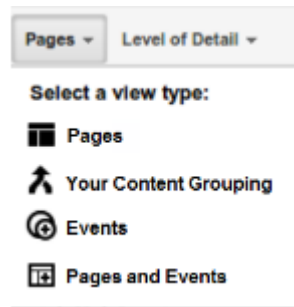 Pages Level of Detail
Select a view type:
Pages
Your Content Grouping
Events
Pages and Events